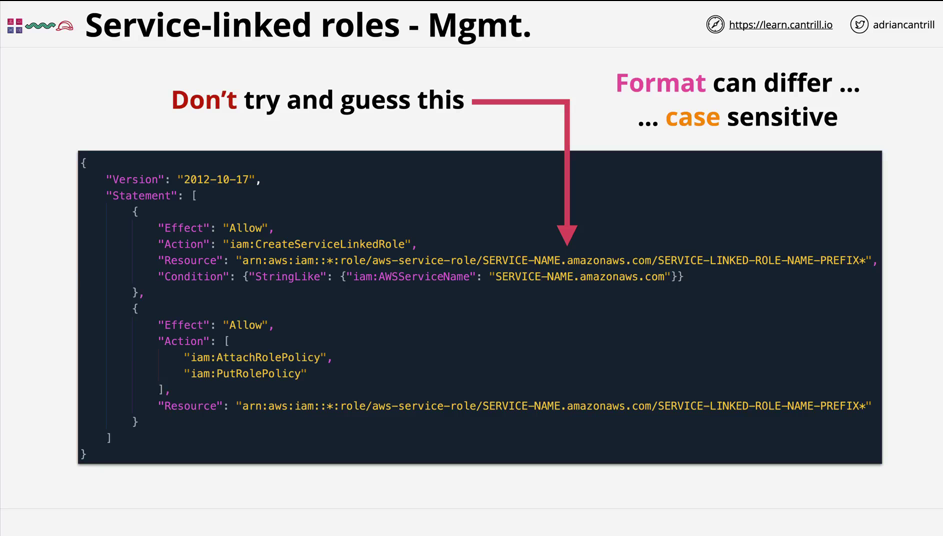 Service-linked roles - Mgmt.
https://learn.cantrill.io
adriancantrill
Don't try and guess this
Format can differ ...
... case sensitive
{
    "Version": "2012-10-17",
    "Statement": [
        {
            "Effect": "Allow",
            "Action": "iam:CreateServiceLinkedRole",
            "Resource": "arn:aws:iam::*:role/aws-service-role/SERVICE-NAME.amazonaws.com/SERVICE-LINKED-ROLE-NAME-PREFIX*",
            "Condition": {"StringLike": {"iam:AWSServiceName": "SERVICE-NAME.amazonaws.com"}}
        },
        {
            "Effect": "Allow",
            "Action": [
                "iam:AttachRolePolicy",
                "iam:PutRolePolicy"
            ],
            "Resource": "arn:aws:iam::*:role/aws-service-role/SERVICE-NAME.amazonaws.com/SERVICE-LINKED-ROLE-NAME-PREFIX*"
        }
    ]
}